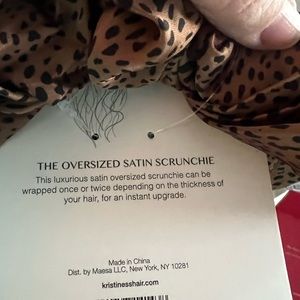 THE OVERSIZED SATIN SCRUNCHIE
This luxurious satin oversized scrunchie can be
wrapped once or twice depending on the thickness of
your hair, for an instant upgrade.
Made in China
Dist. by Maesa LLC, New York, NY 10281
kristinesshair.com